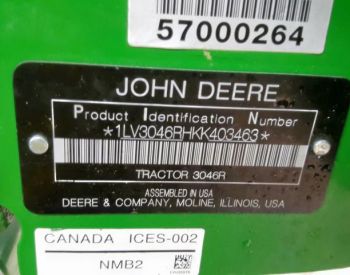 57000264
JOHN DEERE
Product Identification Number
*1LV3046RHKK403463*
TRACTOR 3046R
ASSEMBLED IN USA
DEERE & COMPANY, MOLINE, ILLINOIS, USA
CANADA ICES-002
NMB2